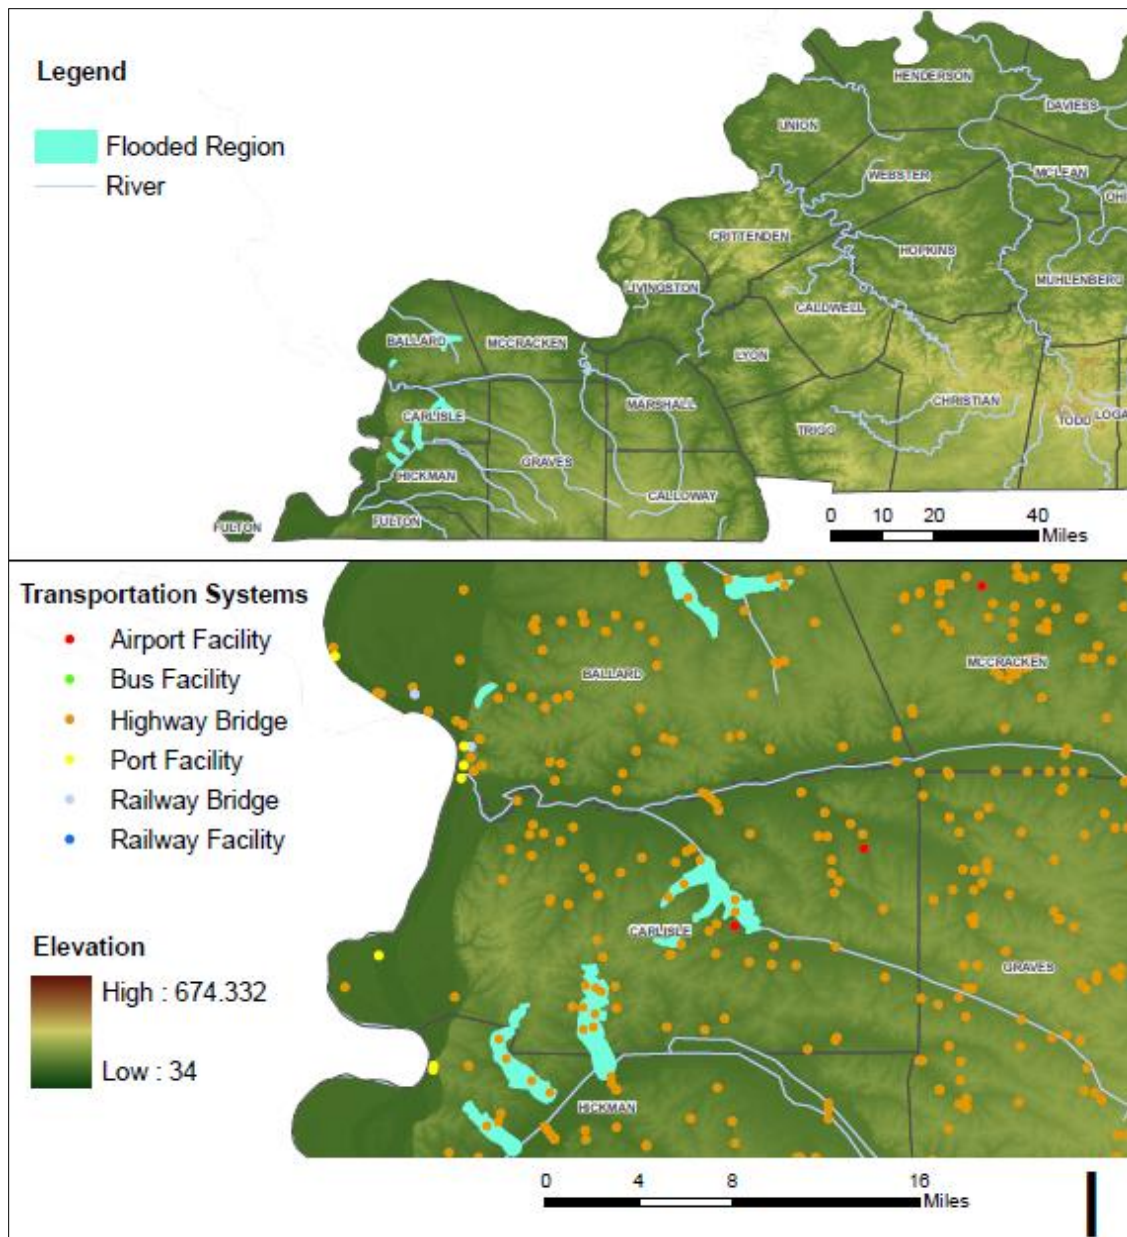 Legend
Flooded Region
River
HENDERSON
DAVIESS
UNION
WEBSTER
MCLEAN
OHI
CRITTENDEN
HOPKINS
MUHLENBERG
LIVINGSTON
CALDWELL
BALLARD
MCCRACKEN
LYON
CHRISTIAN
MARSHALL
CARLISLE
TODD
LOGA
TRIGG
GRAVES
HICKMAN
CALLOWAY
FULTON
FULTON
0 10 20 40
Miles
Transportation Systems
Airport Facility
Bus Facility
Highway Bridge
Port Facility
Railway Bridge
Railway Facility
Elevation
High : 674.332
Low : 34
BALLARD
MCCRACKEN
CARLISLE
GRAVES
HICKMAN
0 4 8 16
Miles